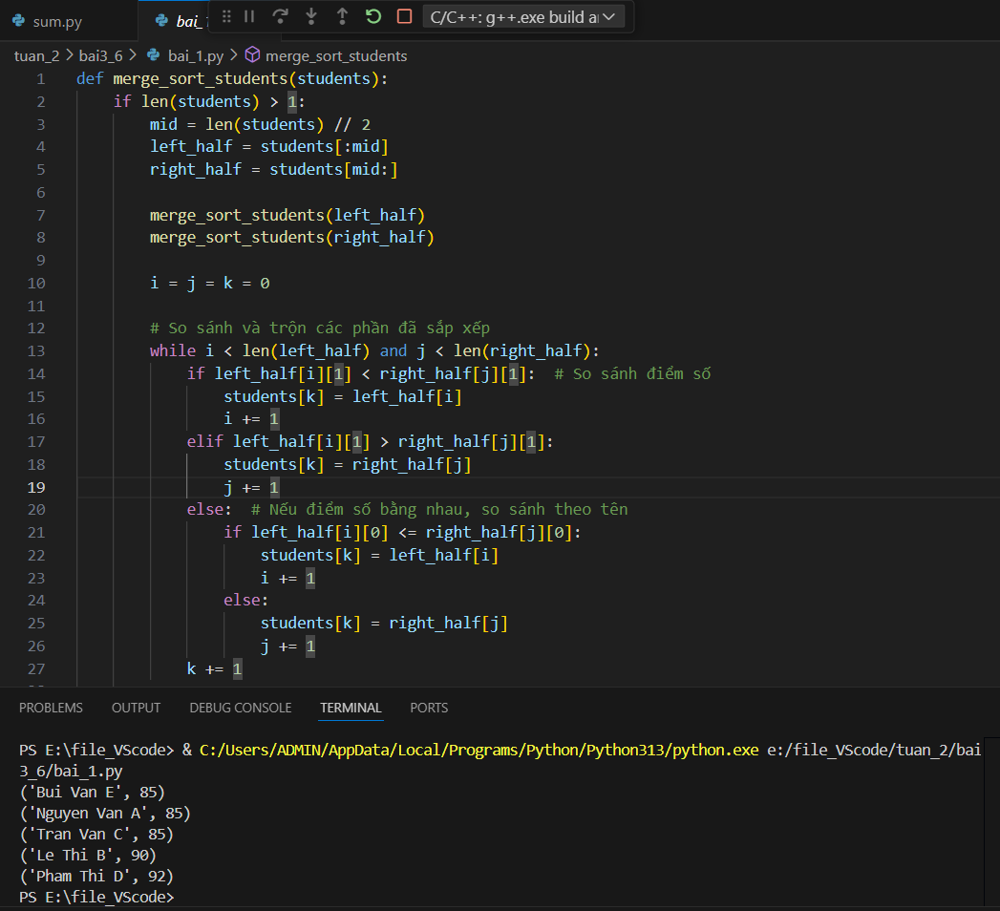 sum.py
bai_
C/C++: g++.exe build a
tuan_2 > bai3_6 > bai_1.py > merge_sort_students
1 def merge_sort_students(students):
2 if len(students) > 1:
3 mid = len(students) // 2
4 left_half = students[:mid]
5 right_half = students[mid:]
6
7 merge_sort_students(left_half)
8 merge_sort_students(right_half)
9
10 i = j = k = 0
11
12 # So sánh và trộn các phần đã sắp xếp
13 while i < len(left_half) and j < len(right_half):
14 if left_half[i][1] < right_half[j][1]: # So sánh điểm số
15 students[k] = left_half[i]
16 i += 1
17 elif left_half[i][1] > right_half[j][1]:
18 students[k] = right_half[j]
19 j += 1
20 else: # Nếu điểm số bằng nhau, so sánh theo tên
21 if left_half[i][0] <= right_half[j][0]:
22 students[k] = left_half[i]
23 i += 1
24 else:
25 students[k] = right_half[j]
26 j += 1
27 k += 1
PROBLEMS OUTPUT DEBUG CONSOLE TERMINAL PORTS
PS E:\file_VScode> & C:/Users/ADMIN/AppData/Local/Programs/Python/Python313/python.exe e:/file_VScode/tuan_2/bai
3_6/bai_1.py
('Bui Van E', 85)
('Nguyen Van A', 85)
('Tran Van C', 85)
('Le Thi B', 90)
('Pham Thi D', 92)
PS E:\file_VScode>